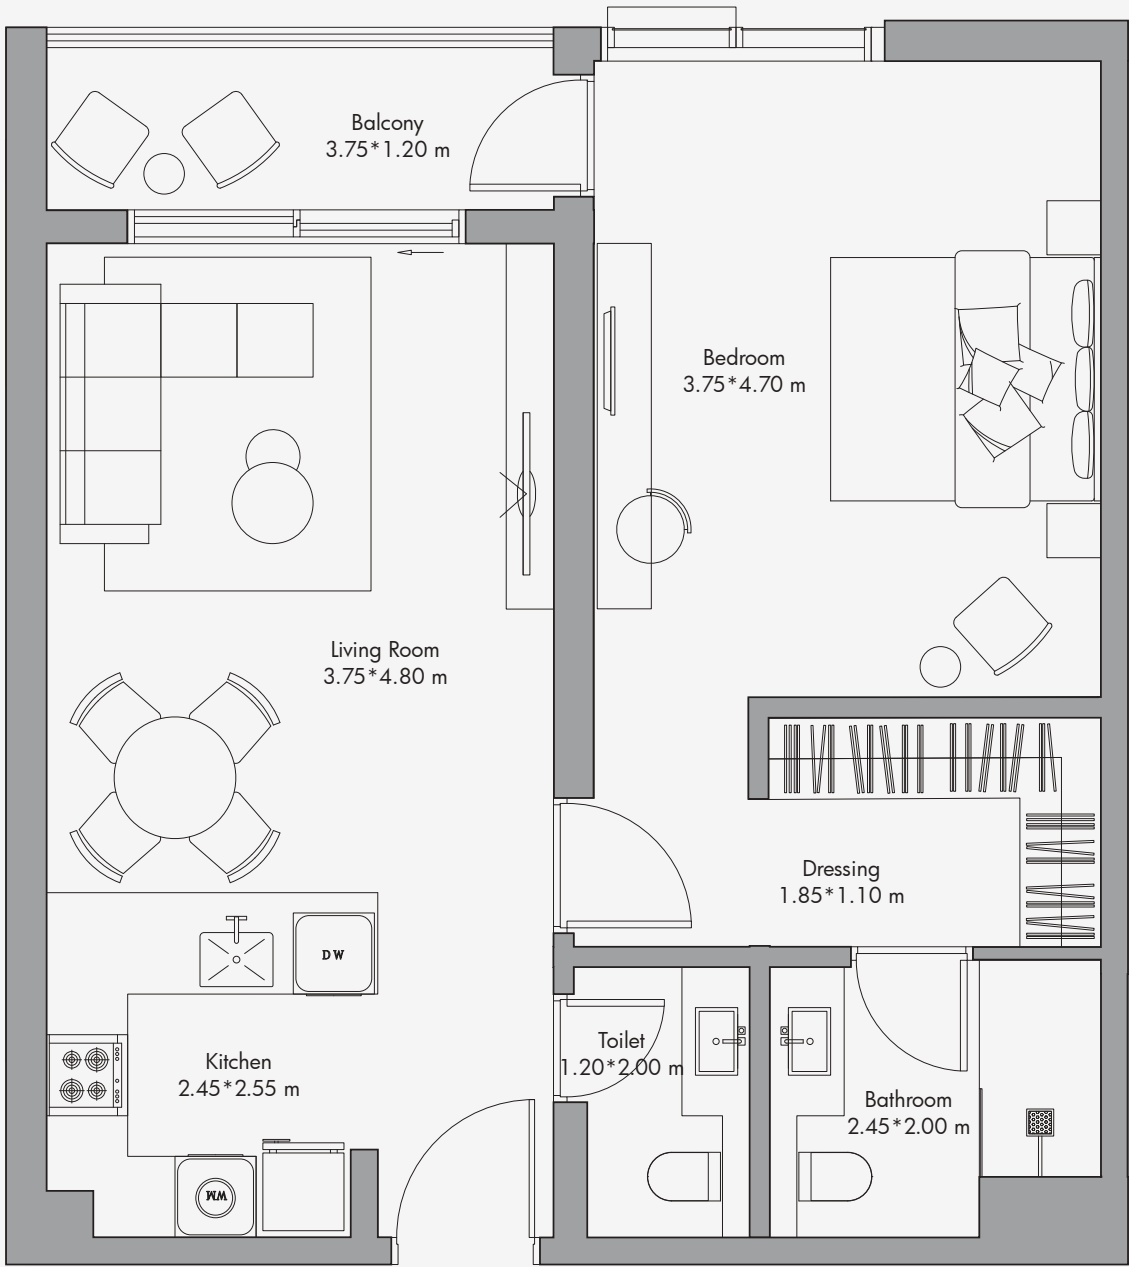 Balcony
3.75*1.20 m
Bedroom
3.75*4.70 m
Living Room
3.75*4.80 m
Dressing
1.85*1.10 m
DW
Kitchen
2.45*2.55 m
Toilet
1.20*2.00 m
Bathroom
2.45*2.00 m
WM